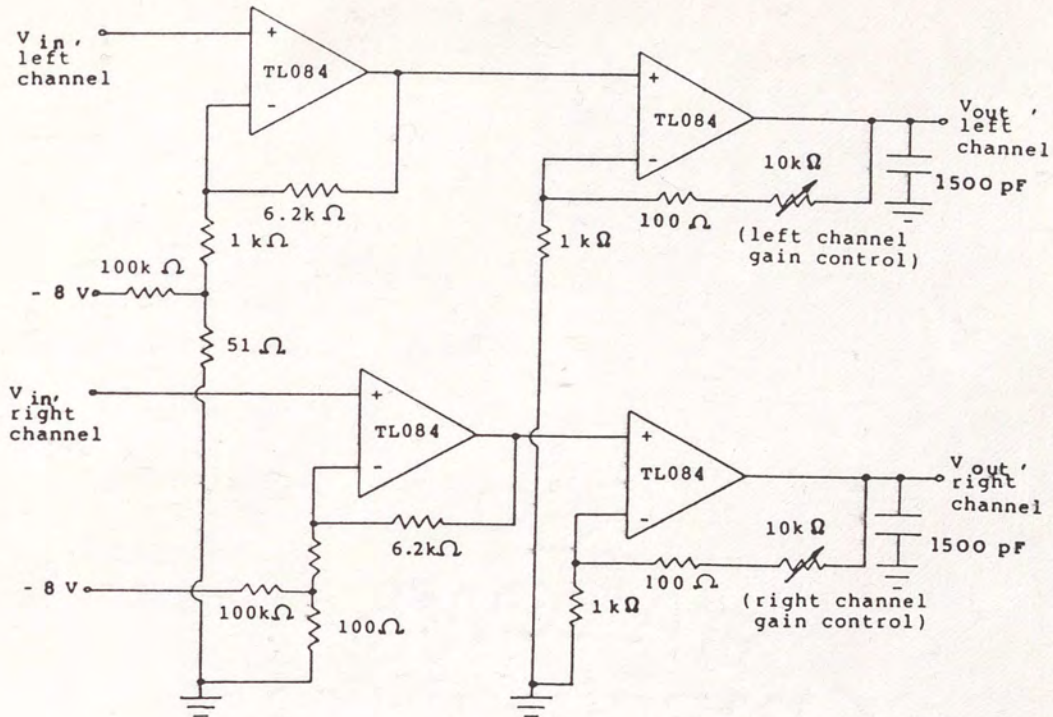 V in ,
left
channel
+
TL084
-
6.2k Ω
1 kΩ
100k Ω
- 8 V
51 Ω
+
TL084
-
10kΩ
100 Ω
(left channel
gain control)
1 kΩ
V out ,
left
channel
1500 pF
V in,
right
channel
+
TL084
-
6.2kΩ
- 8 V
100kΩ
100Ω
+
TL084
-
10kΩ
100 Ω
(right channel
gain control)
1kΩ
V out ,
right
channel
1500 pF